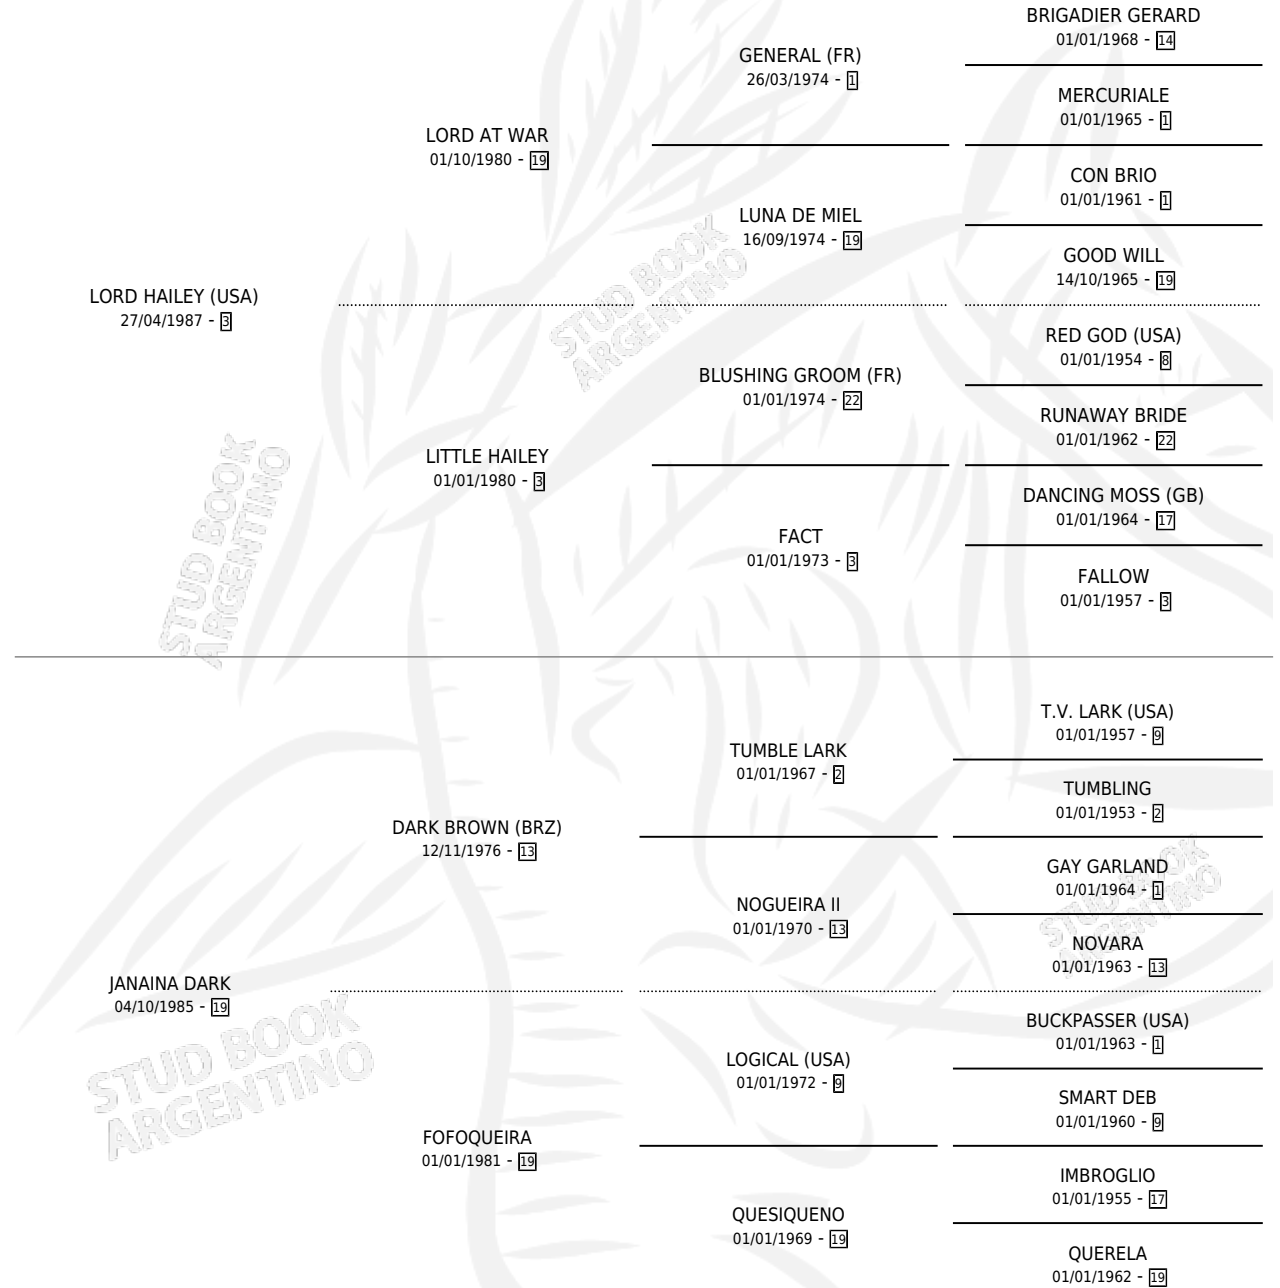 BRIGADIER GERARD
01/01/1968 - 14
GENERAL (FR)
26/03/1974 - 1
MERCURIALE
01/01/1965 - 1
LORD AT WAR
01/10/1980 - 19
CON BRIO
01/01/1961 - 1
LUNA DE MIEL
16/09/1974 - 19
GOOD WILL
14/10/1965 - 19
LORD HAILEY (USA)
27/04/1987 - 3
STUD BOOK
ARGENTINO
RED GOD (USA)
01/01/1954 - 8
BLUSHING GROOM (FR)
01/01/1974 - 22
RUNAWAY BRIDE
01/01/1962 - 22
LITTLE HAILEY
01/01/1980 - 3
DANCING MOSS (GB)
01/01/1964 - 17
FACT
01/01/1973 - 3
FALLOW
01/01/1957 - 3
STUD BOOK
ARGENTINO
T.V. LARK (USA)
01/01/1957 - 9
TUMBLE LARK
01/01/1967 - 2
TUMBLING
01/01/1953 - 2
DARK BROWN (BRZ)
12/11/1976 - 13
GAY GARLAND
01/01/1964 - 1
NOGUEIRA II
01/01/1970 - 13
STUD BOOK
ARGENTINO
NOVARA
01/01/1963 - 13
JANAINA DARK
04/10/1985 - 19
BUCKPASSER (USA)
01/01/1963 - 1
LOGICAL (USA)
01/01/1972 - 9
SMART DEB
01/01/1960 - 9
STUD BOOK
ARGENTINO
FOFOQUEIRA
01/01/1981 - 19
IMBROGLIO
01/01/1955 - 17
QUESIQUENO
01/01/1969 - 19
QUERELA
01/01/1962 - 19